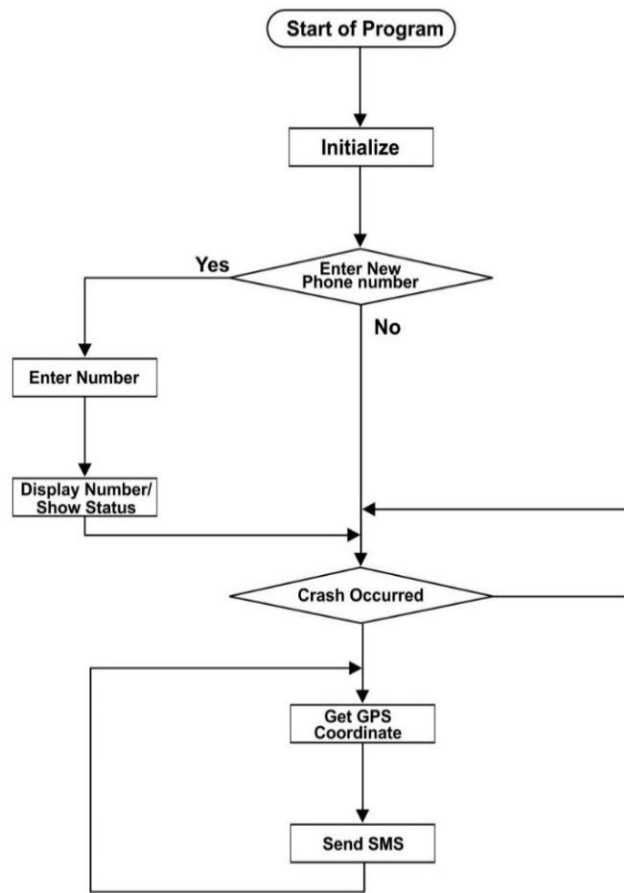 Start of Program
Initialize
Enter New
Phone number
Yes
No
Enter Number
Display Number/
Show Status
Crash Occurred
Get GPS
Coordinate
Send SMS